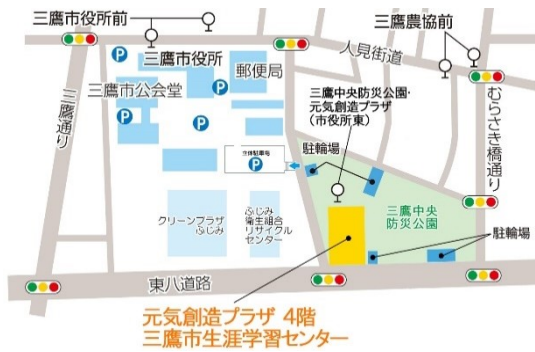 三鷹市役所前
三鷹農協前
三鷹市役所
人見街道
郵便局
三鷹市公会堂
三鷹通り
むらさき橋通り
三鷹中央防災公園・
元気創造プラザ
（市役所東）
P
P
P
P
P
立体駐車場
駐輪場
クリーンプラザ
ふじみ
ふじみ
衛生組合
リサイクル
センター
三鷹中央
防災公園
駐輪場
東八道路
元気創造プラザ 4階
三鷹市生涯学習センター